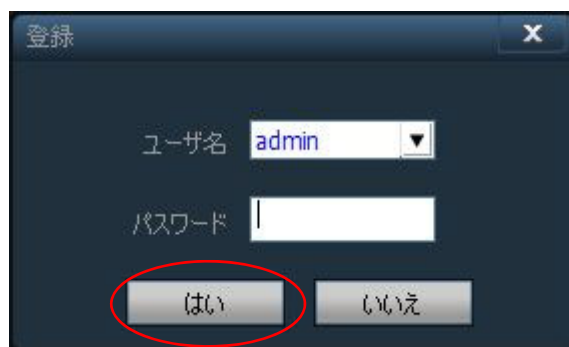 登録
ユーザ名 admin
パスワード
はい いいえ